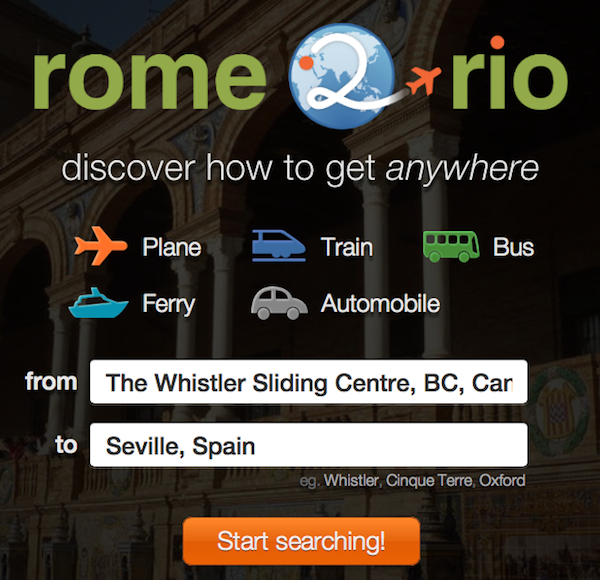 rome 2 rio
discover how to get anywhere
Plane Train Bus
Ferry Automobile
from The Whistler Sliding Centre, BC, Can
to Seville, Spain
eg. Whistler, Cinque Terre, Oxford
Start searching!